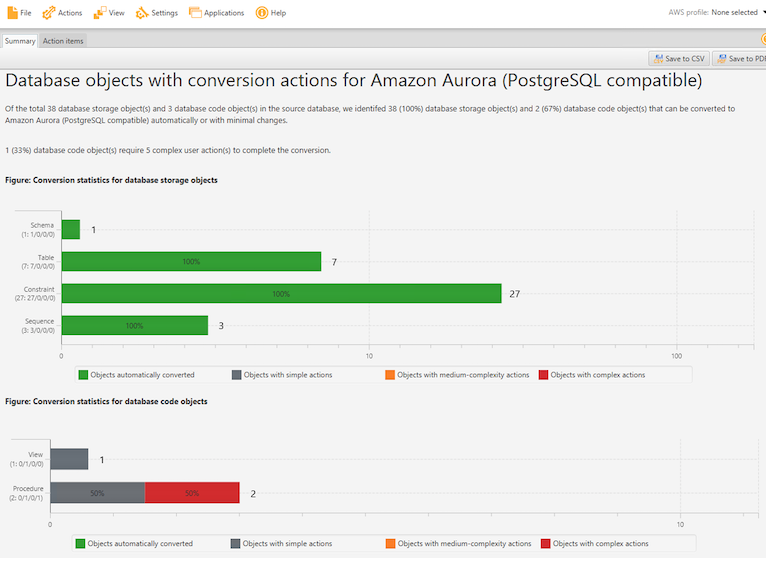 File Actions View Settings Applications Help AWS profile: None selected
Summary Action items
Save to CSV Save to PDF
Database objects with conversion actions for Amazon Aurora (PostgreSQL compatible)
Of the total 38 database storage object(s) and 3 database code object(s) in the source database, we identifed 38 (100%) database storage object(s) and 2 (67%) database code object(s) that can be converted to
Amazon Aurora (PostgreSQL compatible) automatically or with minimal changes.
1 (33%) database code object(s) require 5 complex user action(s) to complete the conversion.
Figure: Conversion statistics for database storage objects
Schema
(1: 1/0/0/0)
1
Table
(7: 7/0/0/0)
100%
7
Constraint
(27: 27/0/0/0)
100%
27
Sequence
(3: 3/0/0/0)
100%
3
0 10 100
Objects automatically converted Objects with simple actions Objects with medium-complexity actions Objects with complex actions
Figure: Conversion statistics for database code objects
View
(1: 0/1/0/0)
1
Procedure
(2: 0/1/0/1)
50% 50%
2
0 10
Objects automatically converted Objects with simple actions Objects with medium-complexity actions Objects with complex actions